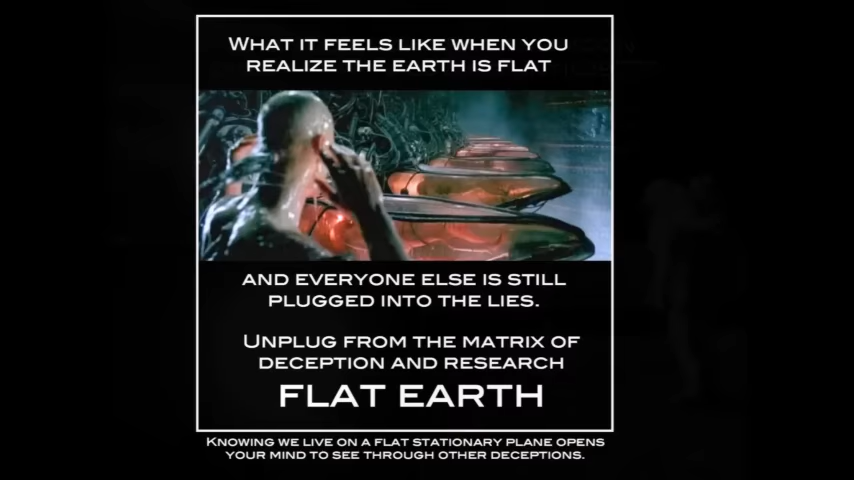 WHAT IT FEELS LIKE WHEN YOU
REALIZE THE EARTH IS FLAT
AND EVERYONE ELSE IS STILL
PLUGGED INTO THE LIES.
UNPLUG FROM THE MATRIX OF
DECEPTION AND RESEARCH
FLAT EARTH
KNOWING WE LIVE ON A FLAT STATIONARY PLANE OPENS
YOUR MIND TO SEE THROUGH OTHER DECEPTIONS.